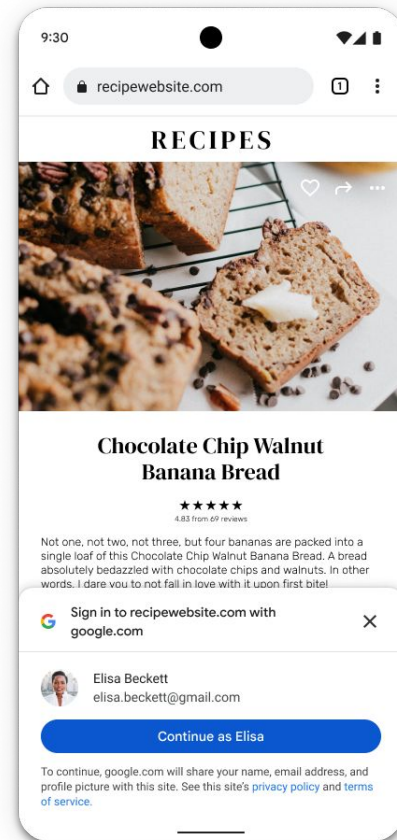 9:30
recipewebsite.com
1
RECIPES
Chocolate Chip Walnut
Banana Bread
★★★★★
4.83 from 69 reviews
Not one, not two, not three, but four bananas are packed into a
single loaf of this Chocolate Chip Walnut Banana Bread. A bread
absolutely bedazzled with chocolate chips and walnuts. In other
words, I dare you to not fall in love with it upon first bite!
Sign in to recipewebsite.com with
google.com
Elisa Beckett
elisa.beckett@gmail.com
Continue as Elisa
To continue, google.com will share your name, email address, and
profile picture with this site. See this site's privacy policy and terms
of service.